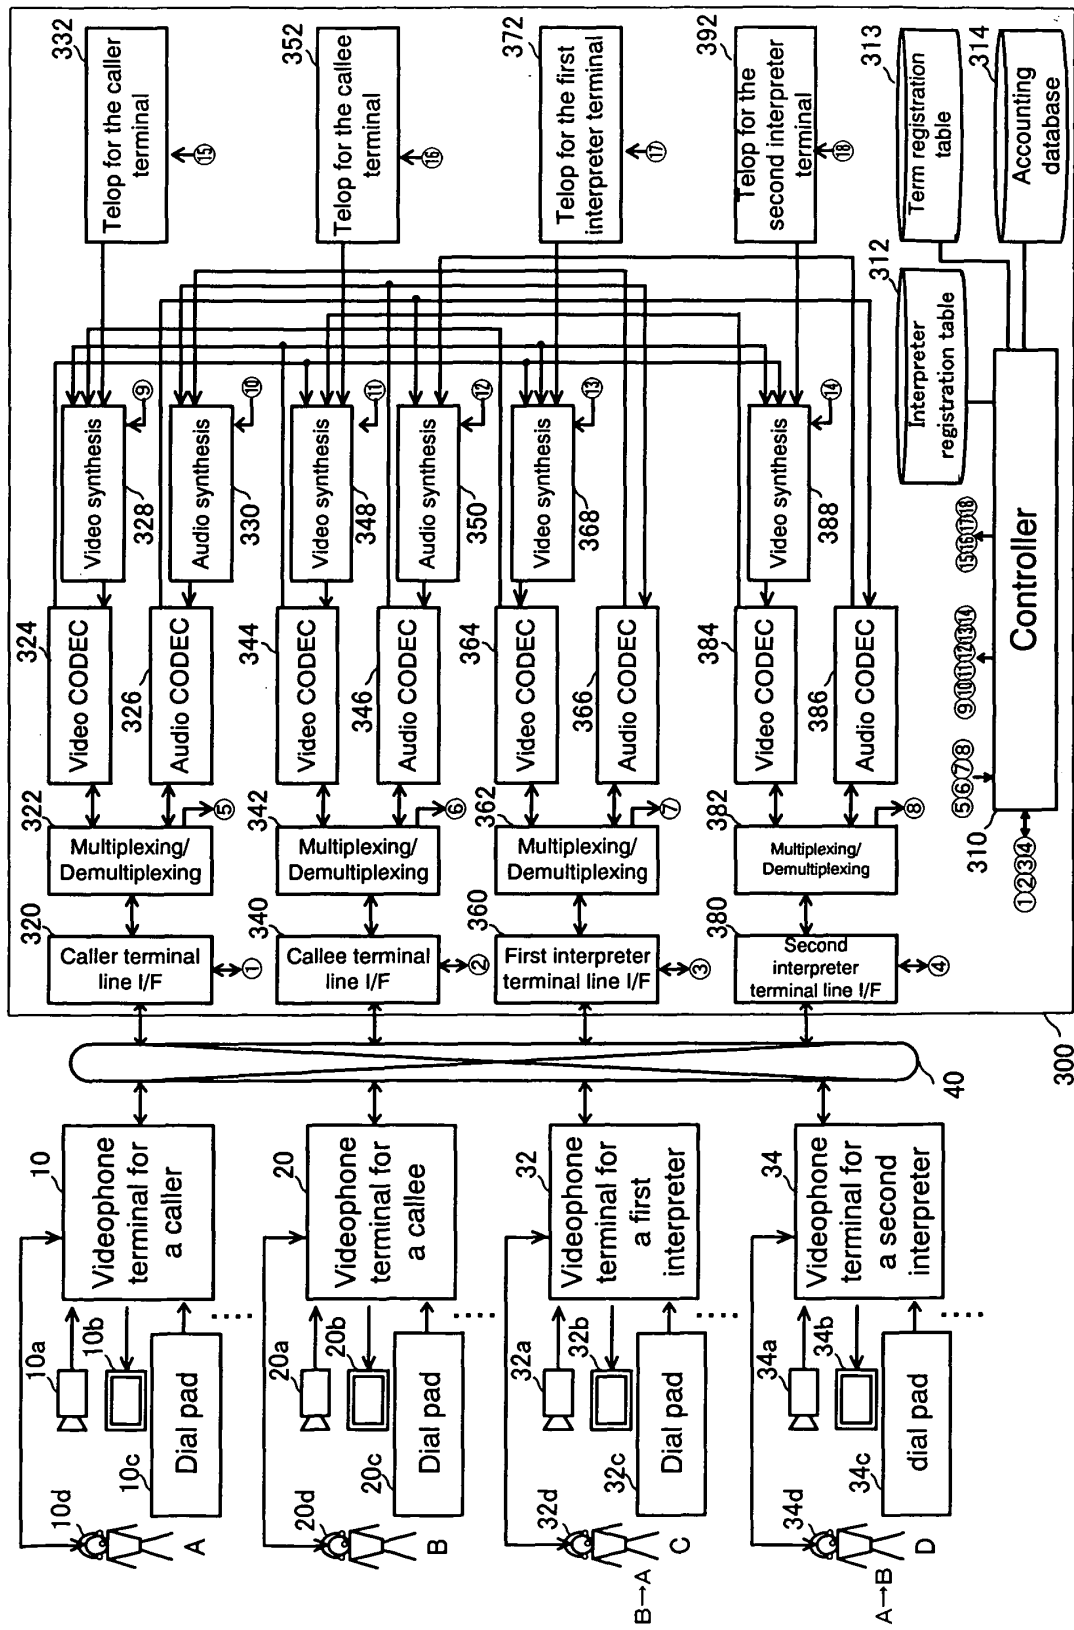 10d
A
10a
10b
10c
Dial pad
10
Videophone
terminal for
a caller
20d
B
20a
20b
20c
Dial pad
20
Videophone
terminal for
a callee
B→A
32d
C
32a
32b
32c
Dial pad
32
Videophone
terminal for
a first
interpreter
A→B
34d
D
34a
34b
34c
dial pad
34
Videophone
terminal for
a second
interpreter
40
300
320
Caller terminal
line I/F
①
322
Multiplexing/
Demultiplexing
⑤
324
Video CODEC
326
Audio CODEC
Video synthesis
328
⑨
Audio synthesis
330
⑩
332
Telop for the caller
terminal
⑮
340
Callee terminal
line I/F
②
342
Multiplexing/
Demultiplexing
⑥
344
Video CODEC
346
Audio CODEC
Video synthesis
348
⑪
Audio synthesis
350
⑫
352
Telop for the callee
terminal
⑯
360
First interpreter
terminal line I/F
③
362
Multiplexing/
Demultiplexing
⑦
364
Video CODEC
366
Audio CODEC
Video synthesis
368
⑬
372
Telop for the first
interpreter terminal
⑰
380
Second
interpreter
terminal line I/F
④
382
Multiplexing/
Demultiplexing
⑧
384
Video CODEC
386
Audio CODEC
Video synthesis
388
⑭
392
Telop for the
second interpreter
terminal
⑱
310
①②③④
⑤⑥⑦⑧
⑨⑩⑪⑫⑬⑭
⑮⑯⑰⑱
Controller
312
Interpreter
registration table
313
Term registration
table
314
Accounting
database